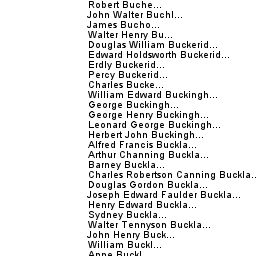 Robert Buche...
John Walter Buchl...
James Bucho...
Walter Henry Bu...
Douglas William Buckerid...
Edward Holdsworth Buckerid...
Erdly Buckerid...
Percy Buckerid...
Charles Bucke...
William Edward Buckingh...
George Buckingh...
George Henry Buckingh...
Leonard George Buckingh...
Herbert John Buckingh...
Alfred Francis Buckla...
Arthur Channing Buckla...
Barney Buckla...
Charles Robertson Canning Buckla...
Douglas Gordon Buckla...
Joseph Edward Faulder Buckla...
Henry Edward Buckla...
Sydney Buckla...
Walter Tennyson Buckla...
John Henry Buck...
William Buckl...
Anne Buckl